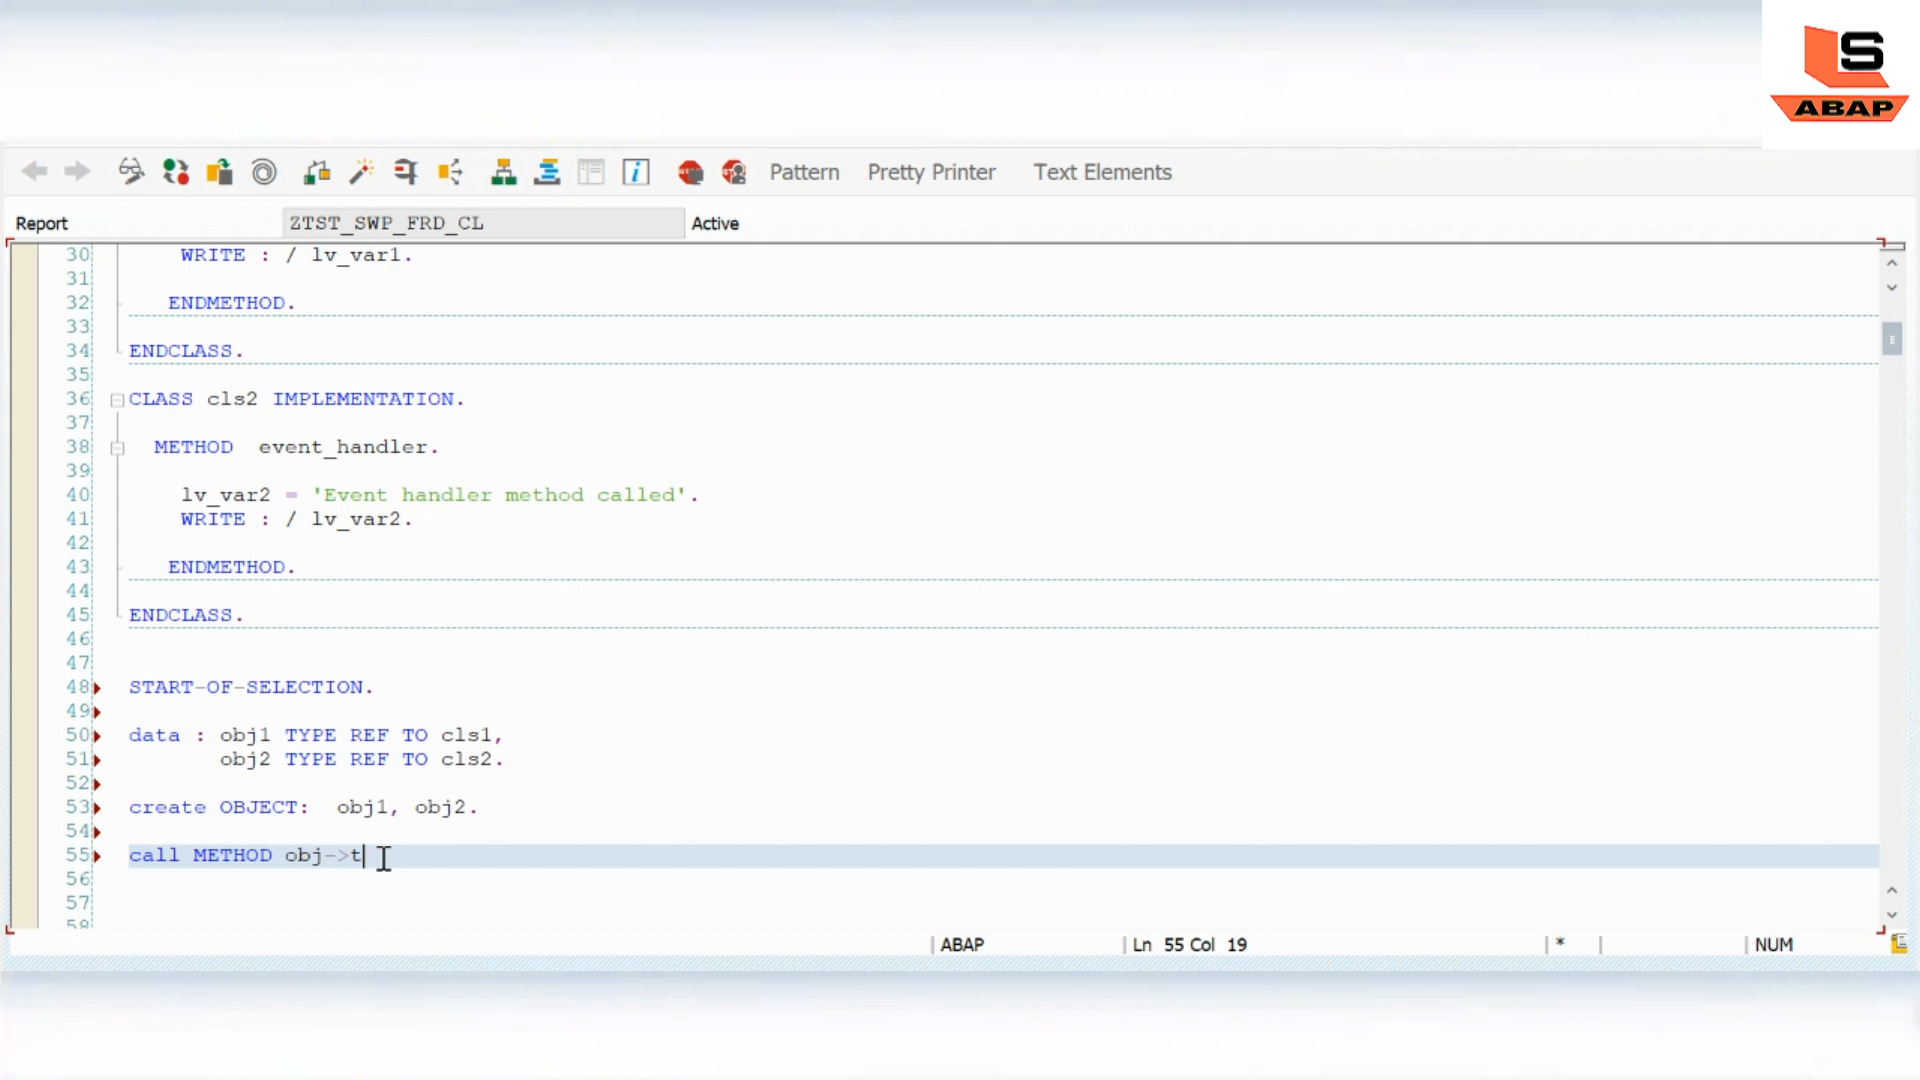 LS
ABAP
Pattern Pretty Printer Text Elements
Report ZTST_SWP_FRD_CL Active
30 WRITE : / lv_var1.
31
32 ENDMETHOD.
33
34 ENDCLASS.
35
36 CLASS cls2 IMPLEMENTATION.
37
38 METHOD event_handler.
39
40 lv_var2 = 'Event handler method called'.
41 WRITE : / lv_var2.
42
43 ENDMETHOD.
44
45 ENDCLASS.
46
47
48 START-OF-SELECTION.
49
50 data : obj1 TYPE REF TO cls1,
51 obj2 TYPE REF TO cls2.
52
53 create OBJECT: obj1, obj2.
54
55 call METHOD obj->t
56
57
58
ABAP Ln 55 Col 19 * NUM